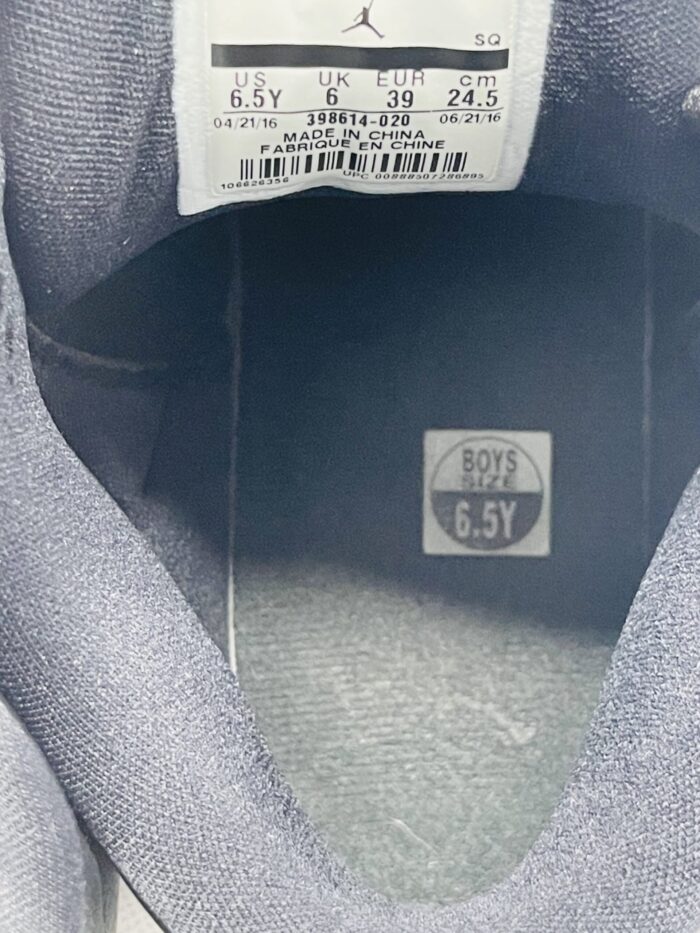 SQ
US UK EUR cm
6.5Y 6 39 24.5
04/21/16 398614-020 06/21/16
MADE IN CHINA
FABRIQUE EN CHINE
106626356 UPC 00888507286895
BOYS
SIZE
6.5Y